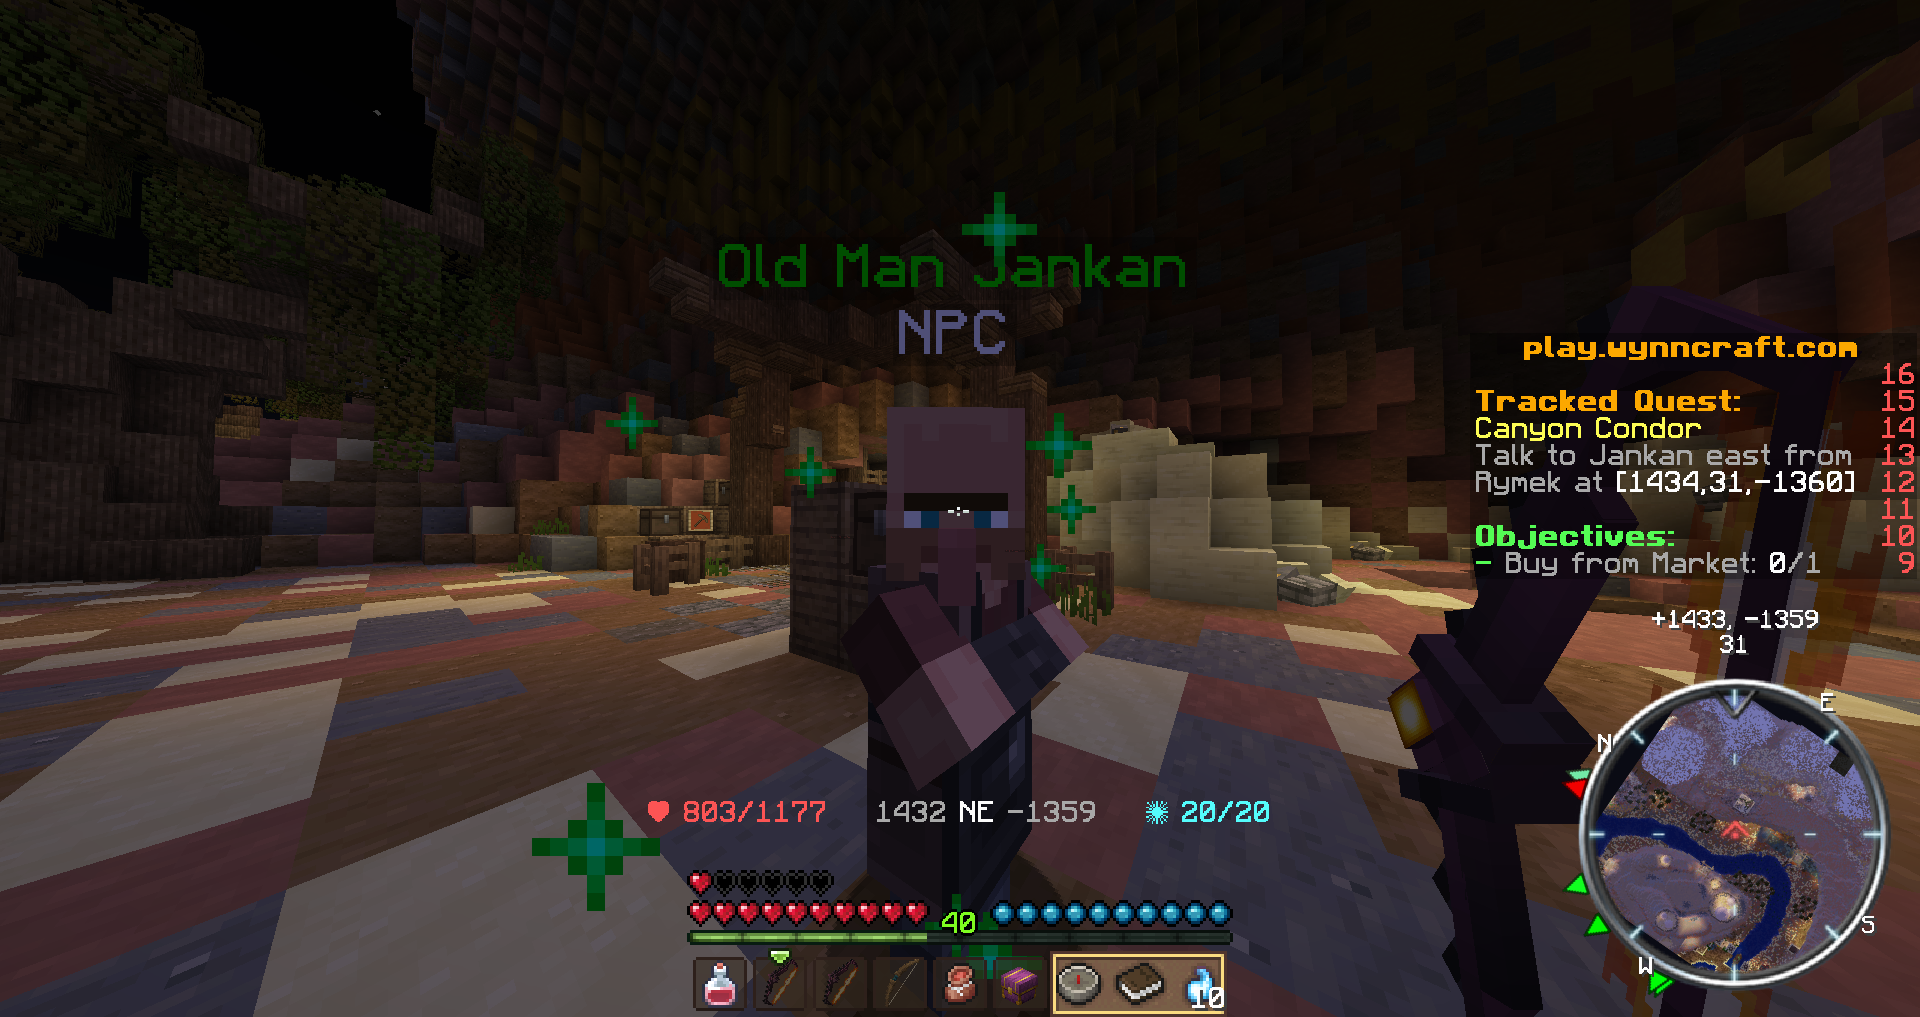 Old Man Jankan
NPC
play.wynncraft.com
16
Tracked Quest: 15
Canyon Condor 14
Talk to Jankan east from 13
Rymek at [1434,31,-1360] 12
11
Objectives: 10
- Buy from Market: 0/1 9
+1433, -1359
31
E
N
S
W
803/1177 1432 NE -1359 20/20
40
10